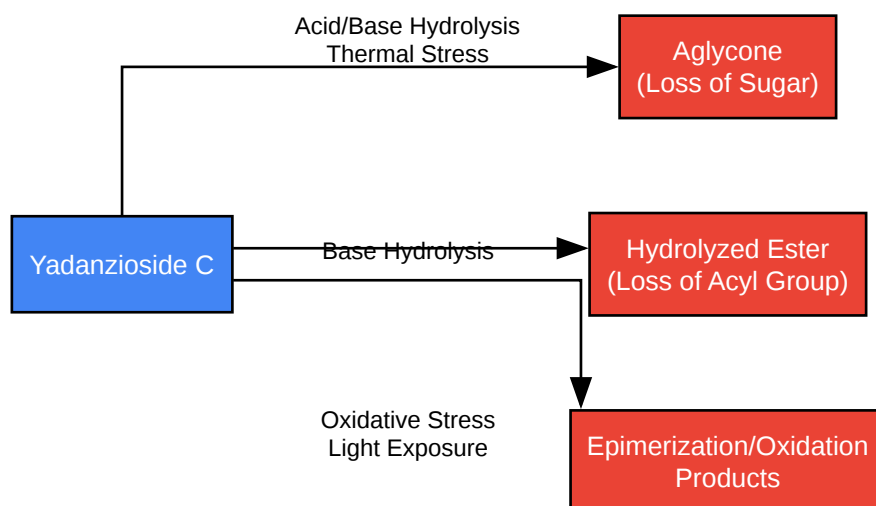 Acid/Base Hydrolysis
Thermal Stress
Aglycone
(Loss of Sugar)
Yadanzioside C
Base Hydrolysis
Hydrolyzed Ester
(Loss of Acyl Group)
Oxidative Stress
Light Exposure
Epimerization/Oxidation
Products